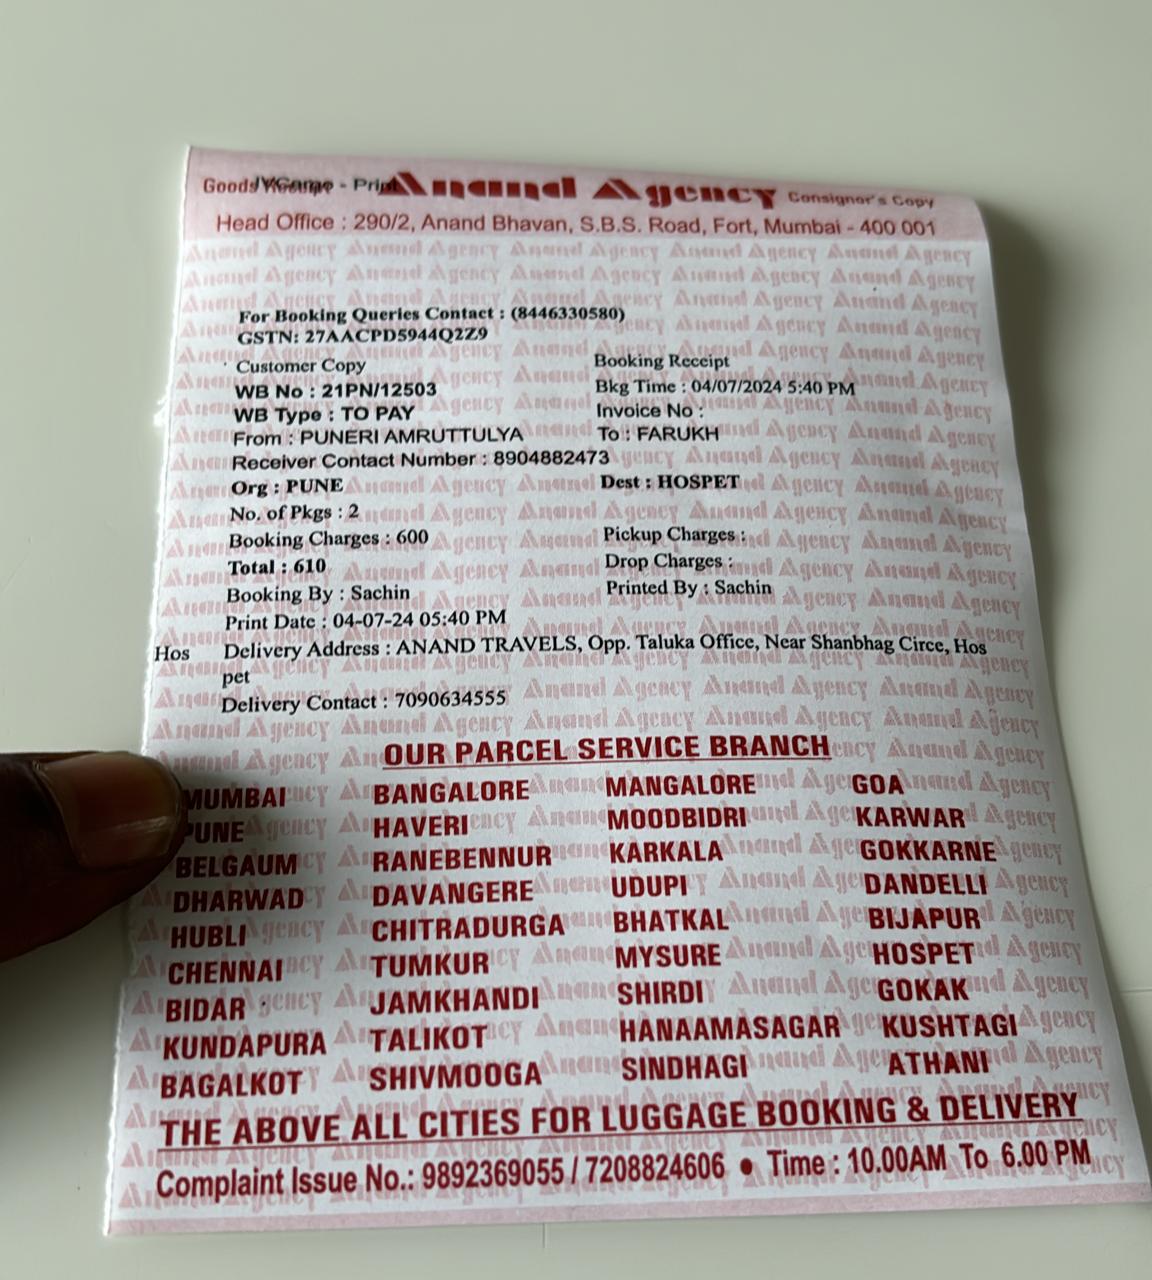 Goods - Print Anand Agency Consignor's Copy
Head Office : 290/2, Anand Bhavan, S.B.S. Road, Fort, Mumbai - 400 001
For Booking Queries Contact : (8446330580)
GSTN: 27AACPD5944Q2Z9
Customer Copy Booking Receipt
WB No : 21PN/12503 Bkg Time : 04/07/2024 5:40 PM
WB Type : TO PAY Invoice No :
From : PUNERI AMRUTTULYA To : FARUKH
Receiver Contact Number : 8904882473
Org : PUNE Dest : HOSPET
No. of Pkgs : 2
Booking Charges : 600 Pickup Charges :
Total : 610 Drop Charges :
Booking By : Sachin Printed By : Sachin
Print Date : 04-07-24 05:40 PM
Hos Delivery Address : ANAND TRAVELS, Opp. Taluka Office, Near Shanbhag Circe, Hos
pet
Delivery Contact : 7090634555
OUR PARCEL SERVICE BRANCH
MUMBAI BANGALORE MANGALORE GOA
PUNE HAVERI MOODBIDRI KARWAR
BELGAUM RANEBENNUR KARKALA GOKKARNE
DHARWAD DAVANGERE UDUPI DANDELLI
HUBLI CHITRADURGA BHATKAL BIJAPUR
CHENNAI TUMKUR MYSURE HOSPET
BIDAR JAMKHANDI SHIRDI GOKAK
KUNDAPURA TALIKOT HANAAMASAGAR KUSHTAGI
BAGALKOT SHIVMOOGA SINDHAGI ATHANI
THE ABOVE ALL CITIES FOR LUGGAGE BOOKING & DELIVERY
Complaint Issue No.: 9892369055 / 7208824606 • Time : 10.00AM To 6.00 PM